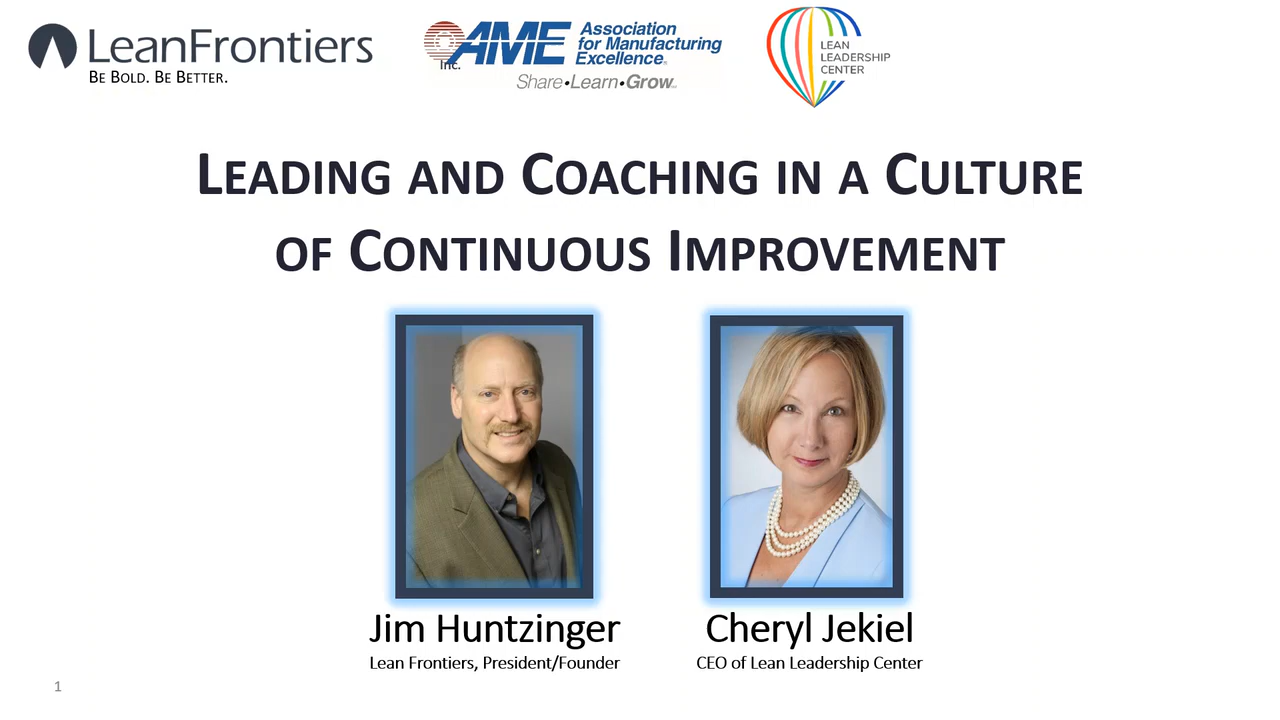 LeanFrontiers
BE BOLD. BE BETTER.
AME
Inc.
Association
for Manufacturing
Excellence®
Share•Learn•Grow
LEAN
LEADERSHIP
CENTER
LEADING AND COACHING IN A CULTURE
OF CONTINUOUS IMPROVEMENT
Jim Huntzinger
Lean Frontiers, President/Founder
Cheryl Jekiel
CEO of Lean Leadership Center
1